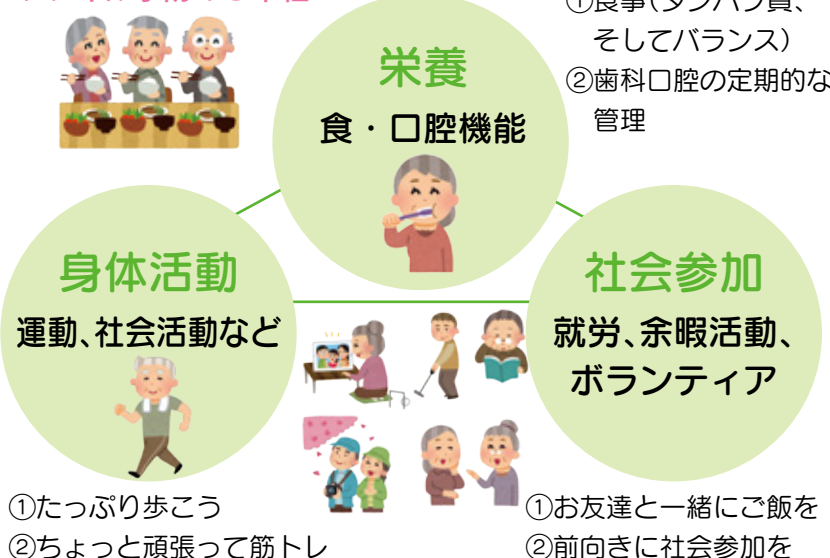 ①食事(タンパク質、
そしてバランス)
②歯科口腔の定期的な
管理
栄養
食・口腔機能
身体活動
運動、社会活動など
社会参加
就労、余暇活動、
ボランティア
①たっぷり歩こう
②ちょっと頑張って筋トレ
①お友達と一緒にご飯を
②前向きに社会参加を